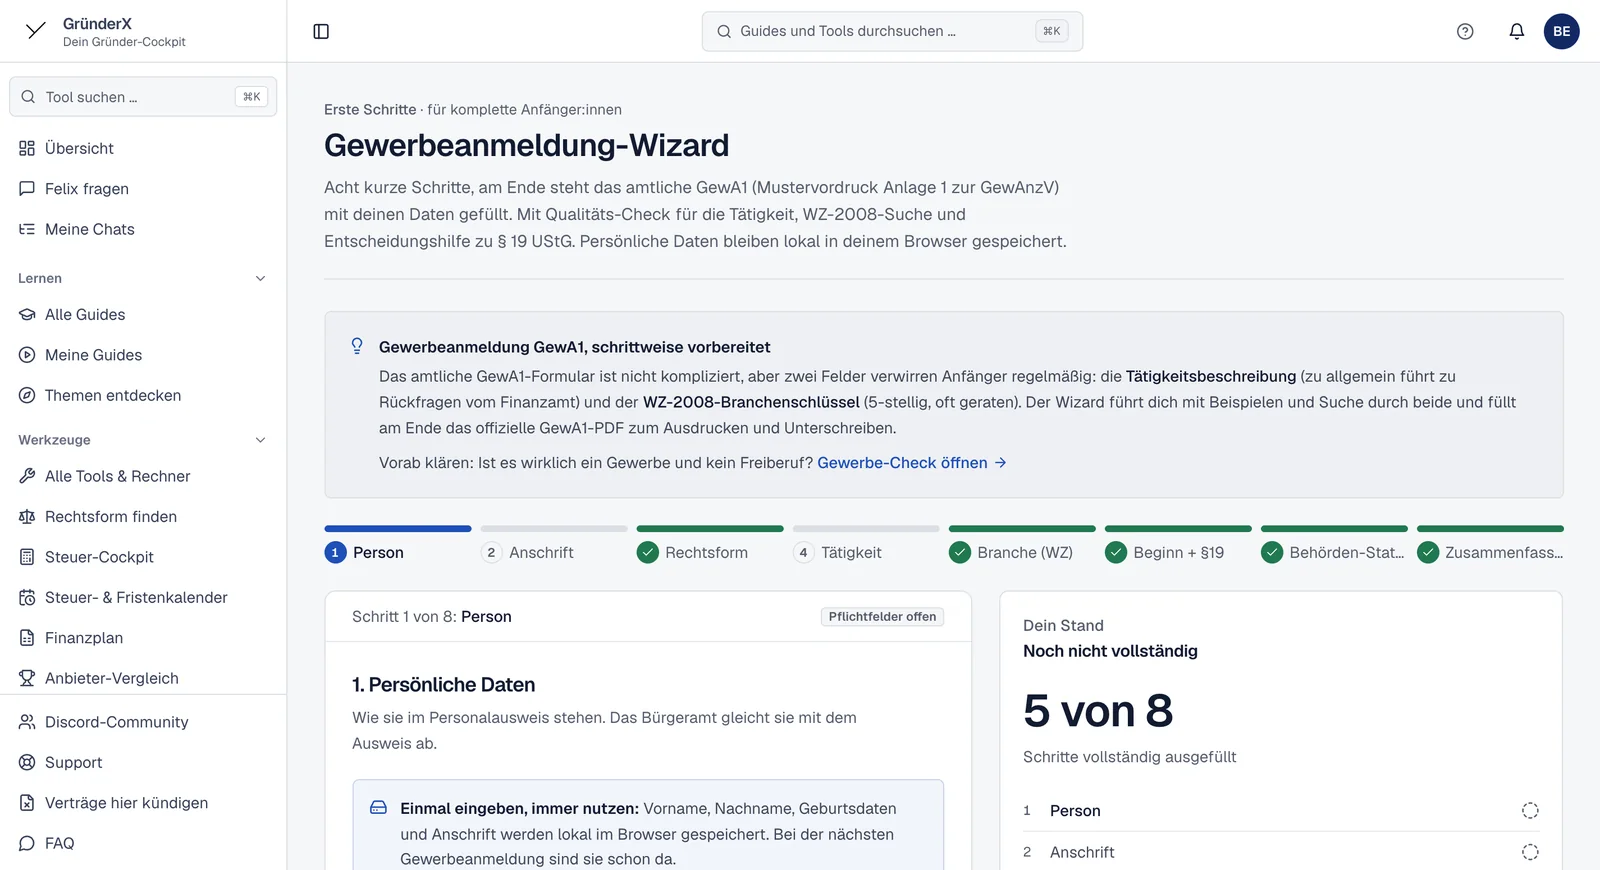 GründerX
Dein Gründer-Cockpit
Tool suchen ...
⌘K
Übersicht
Felix fragen
Meine Chats
Lernen
Alle Guides
Meine Guides
Themen entdecken
Werkzeuge
Alle Tools & Rechner
Rechtsform finden
Steuer-Cockpit
Steuer- & Fristenkalender
Finanzplan
Anbieter-Vergleich
Discord-Community
Support
Verträge hier kündigen
FAQ
Guides und Tools durchsuchen ...
⌘K
BE
Erste Schritte · für komplette Anfänger:innen
Gewerbeanmeldung-Wizard
Acht kurze Schritte, am Ende steht das amtliche GewA1 (Mustervordruck Anlage 1 zur GewAnzV)
mit deinen Daten gefüllt. Mit Qualitäts-Check für die Tätigkeit, WZ-2008-Suche und
Entscheidungshilfe zu § 19 UStG. Persönliche Daten bleiben lokal in deinem Browser gespeichert.
Gewerbeanmeldung GewA1, schrittweise vorbereitet
Das amtliche GewA1-Formular ist nicht kompliziert, aber zwei Felder verwirren Anfänger regelmäßig: die Tätigkeitsbeschreibung (zu allgemein führt zu
Rückfragen vom Finanzamt) und der WZ-2008-Branchenschlüssel (5-stellig, oft geraten). Der Wizard führt dich mit Beispielen und Suche durch beide und füllt
am Ende das offizielle GewA1-PDF zum Ausdrucken und Unterschreiben.
Vorab klären: Ist es wirklich ein Gewerbe und kein Freiberuf? Gewerbe-Check öffnen →
1 Person
2 Anschrift
Rechtsform
4 Tätigkeit
Branche (WZ)
Beginn + §19
Behörden-Stat...
Zusammenfass...
Schritt 1 von 8: Person
Pflichtfelder offen
1. Persönliche Daten
Wie sie im Personalausweis stehen. Das Bürgeramt gleicht sie mit dem
Ausweis ab.
Einmal eingeben, immer nutzen: Vorname, Nachname, Geburtsdaten
und Anschrift werden lokal im Browser gespeichert. Bei der nächsten
Gewerbeanmeldung sind sie schon da.
Dein Stand
Noch nicht vollständig
5 von 8
Schritte vollständig ausgefüllt
1 Person
2 Anschrift